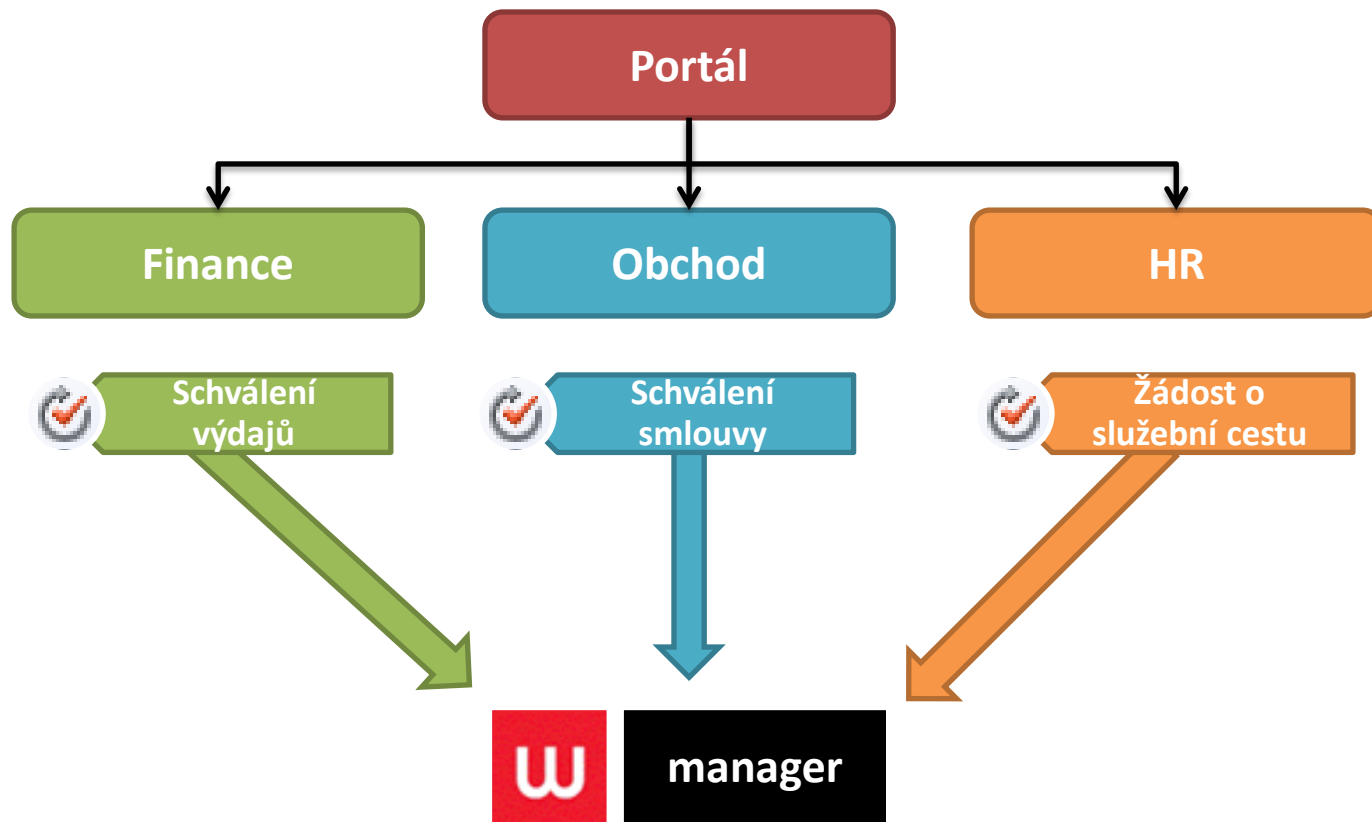 Portál
Finance
Obchod
HR
Schválení
výdajů
Schválení
smlouvy
Žádost o
služební cestu
w
manager